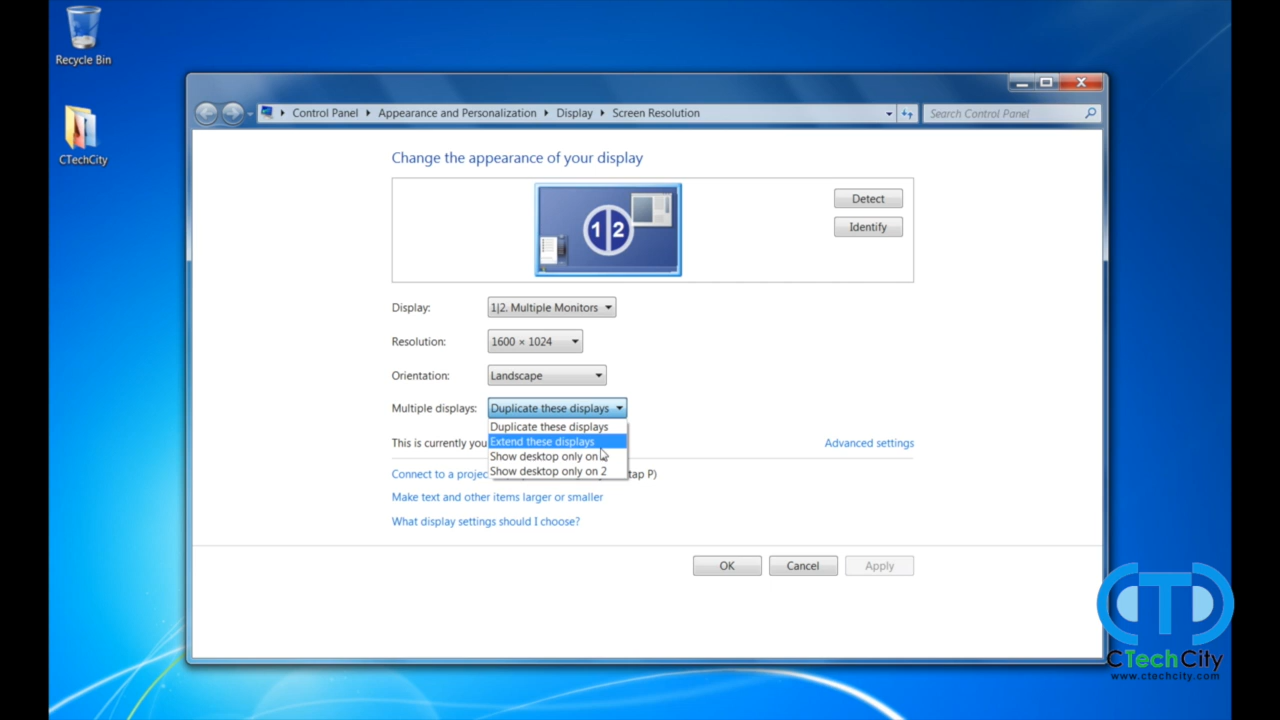 Recycle Bin
CTechCity
Control Panel Appearance and Personalization Display Screen Resolution
Search Control Panel
Change the appearance of your display
1 2
Detect
Identify
Display: 1|2. Multiple Monitors
Resolution: 1600 × 1024
Orientation: Landscape
Multiple displays: Duplicate these displays
Duplicate these displays
Extend these displays
Show desktop only on
Show desktop only on 2
This is currently you
Advanced settings
Connect to a projec tap P)
Make text and other items larger or smaller
What display settings should I choose?
OK Cancel Apply
CTechCity
www.ctechcity.com